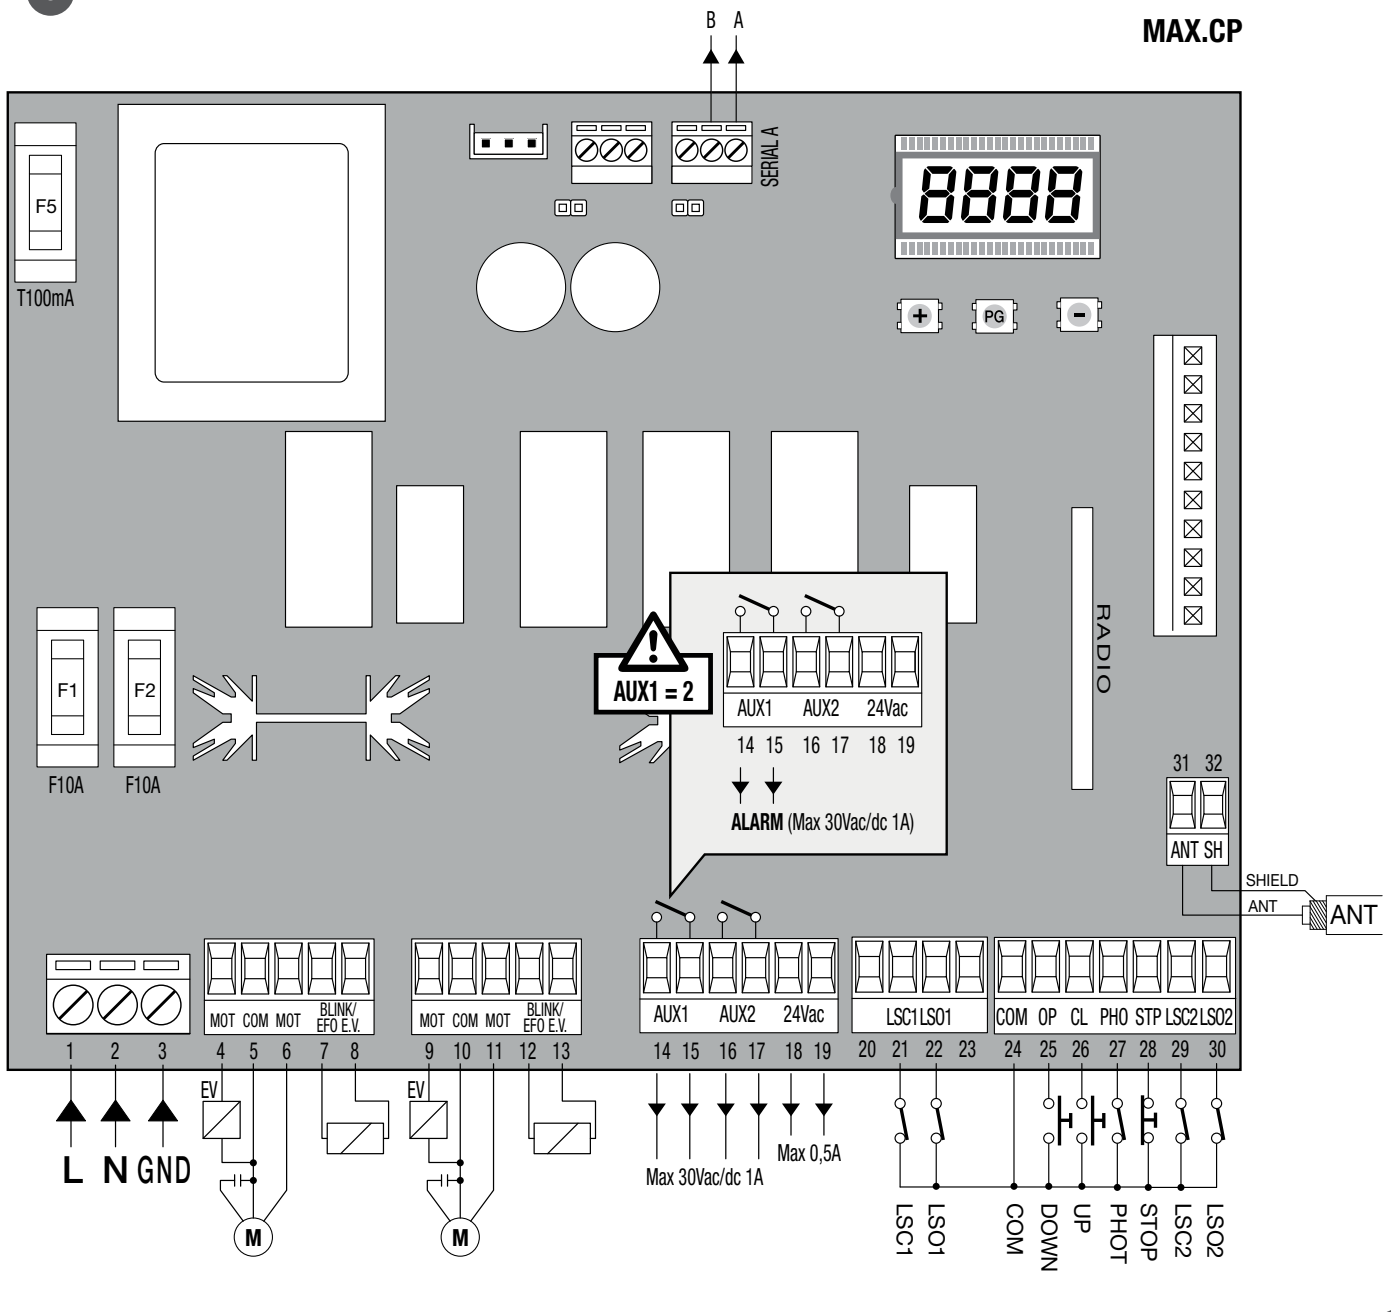 B A
MAX.CP
SERIAL A
8888
F5
T100mA
+ PG -
RADIO
F1 F2
F10A F10A
AUX1 = 2
AUX1 AUX2 24Vac
14 15 16 17 18 19
ALARM (Max 30Vac/dc 1A)
31 32
ANT SH
SHIELD
ANT
ANT
MOT COM MOT BLINK/
EFO E.V.
MOT COM MOT BLINK/
EFO E.V.
AUX1 AUX2 24Vac
LSC1 LSO1
COM OP CL PHO STP LSC2 LSO2
1 2 3 4 5 6 7 8 9 10 11 12 13 14 15 16 17 18 19 20 21 22 23 24 25 26 27 28 29 30
EV
EV
L N GND
Max 30Vac/dc 1A
Max 0,5A
M
M
LSC1
LSO1
COM
DOWN
UP
PHOT
STOP
LSC2
LSO2